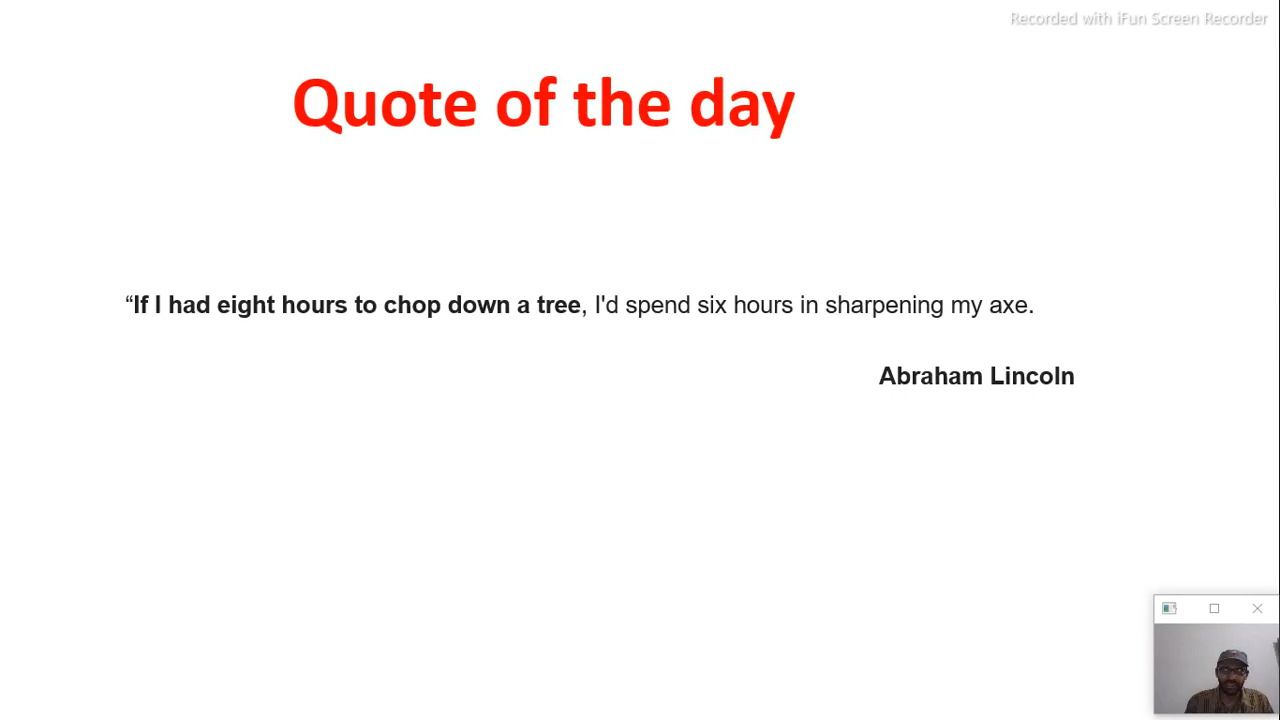 Recorded with iFun Screen Recorder
Quote of the day
“If I had eight hours to chop down a tree, I'd spend six hours in sharpening my axe.
Abraham Lincoln